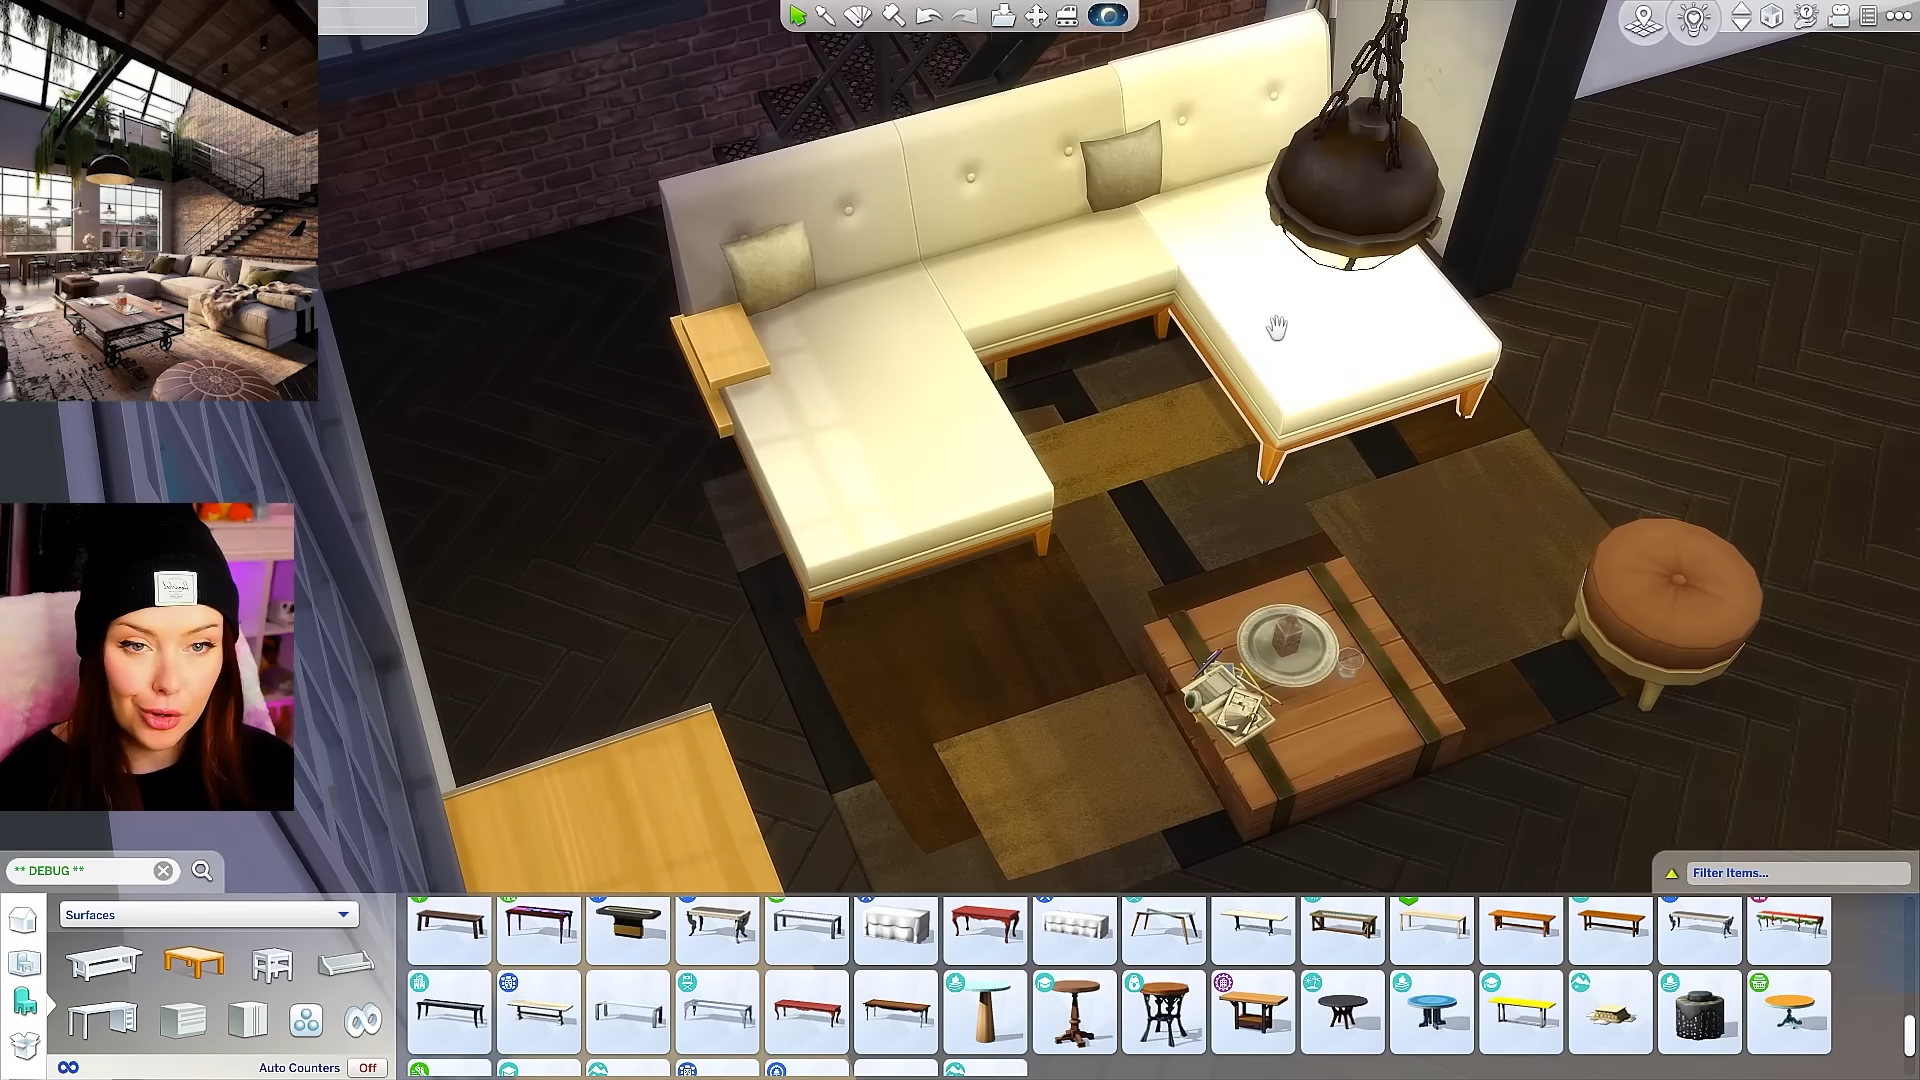 ** DEBUG **
Filter Items...
Surfaces
Auto Counters Off